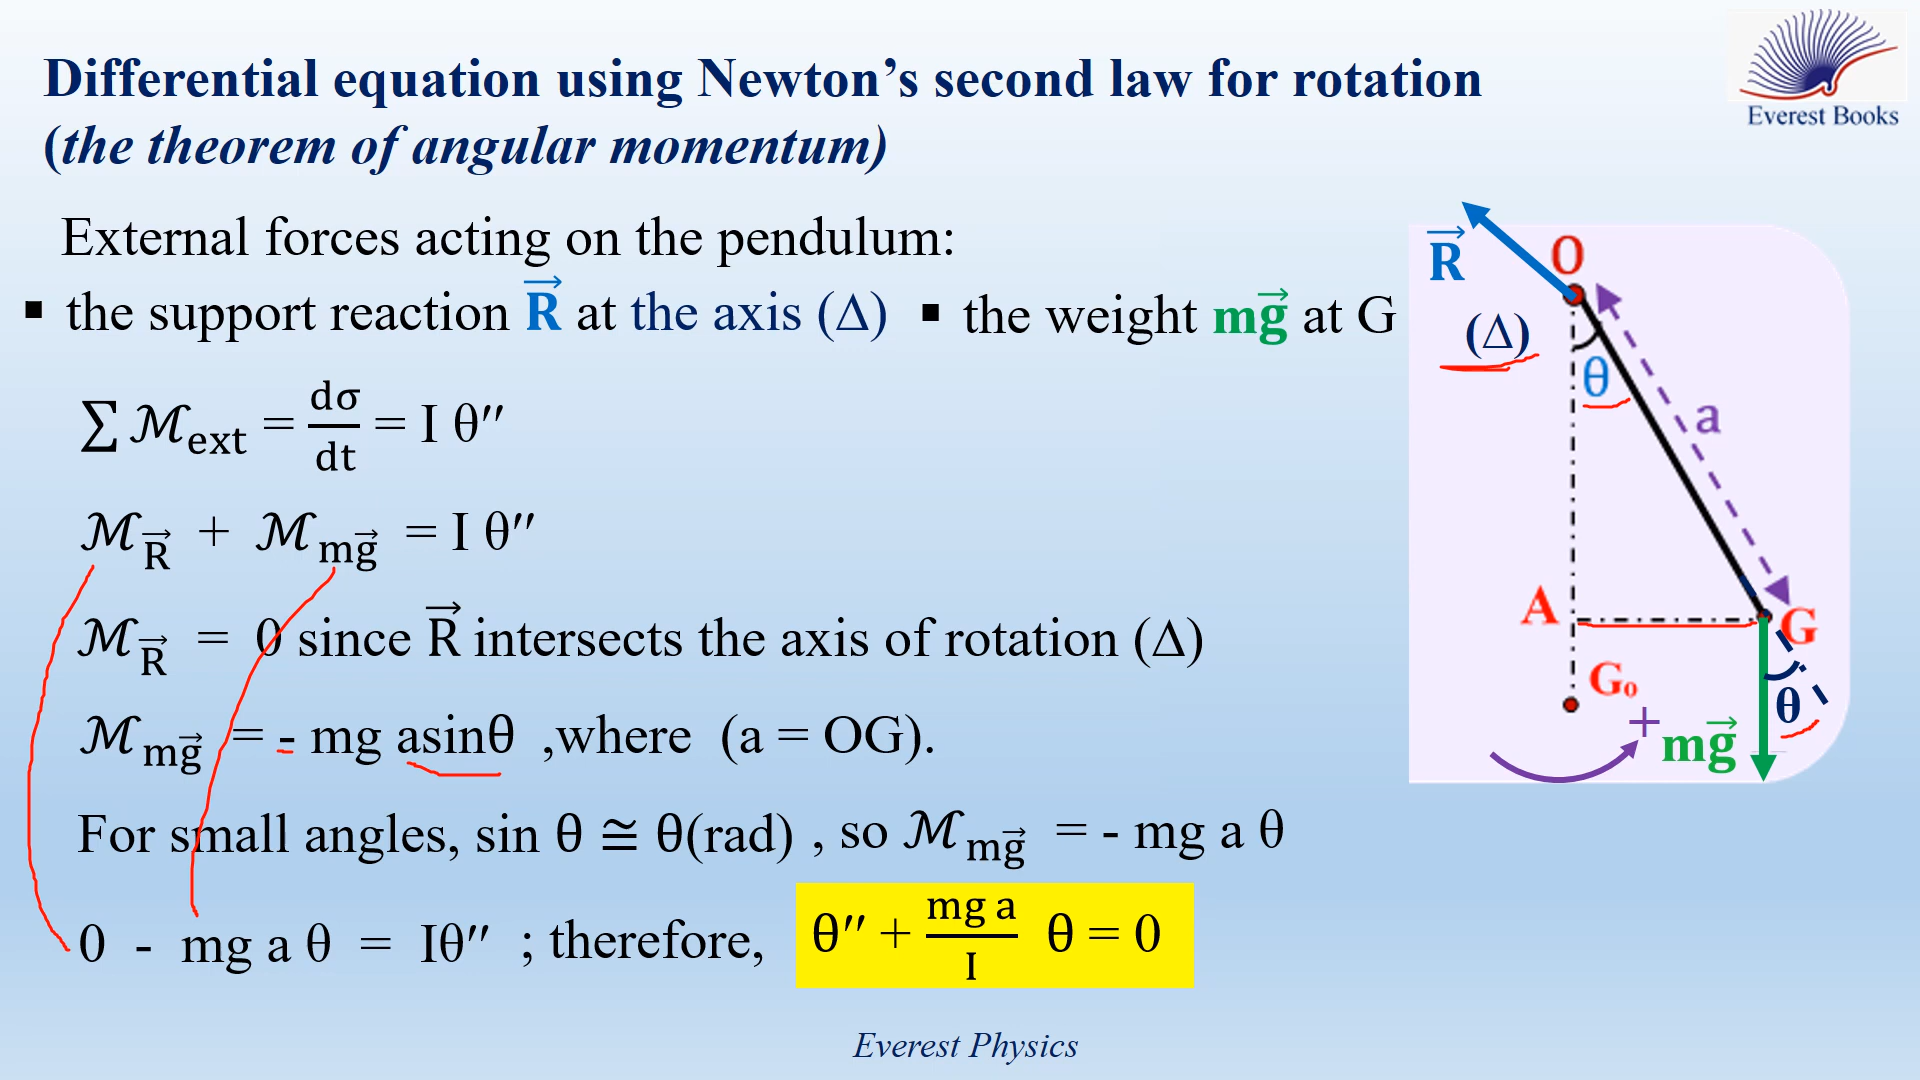 Differential equation using Newton’s second law for rotation
(the theorem of angular momentum)
Everest Books
External forces acting on the pendulum:
▪ the support reaction R⃗ at the axis (Δ) ▪ the weight mg⃗ at G
∑ℳext = dσ/dt = I θ′′
ℳR⃗ + ℳmg⃗ = I θ′′
ℳR⃗ = 0 since R⃗ intersects the axis of rotation (Δ)
ℳmg⃗ = - mg asinθ ,where (a = OG).
For small angles, sin θ ≅ θ(rad) , so ℳmg⃗ = - mg a θ
0 - mg a θ = Iθ′′ ; therefore, θ′′ + mg a/I θ = 0
R⃗
O
(Δ)
θ
a
A
G
G₀
θ
+
mg⃗
Everest Physics